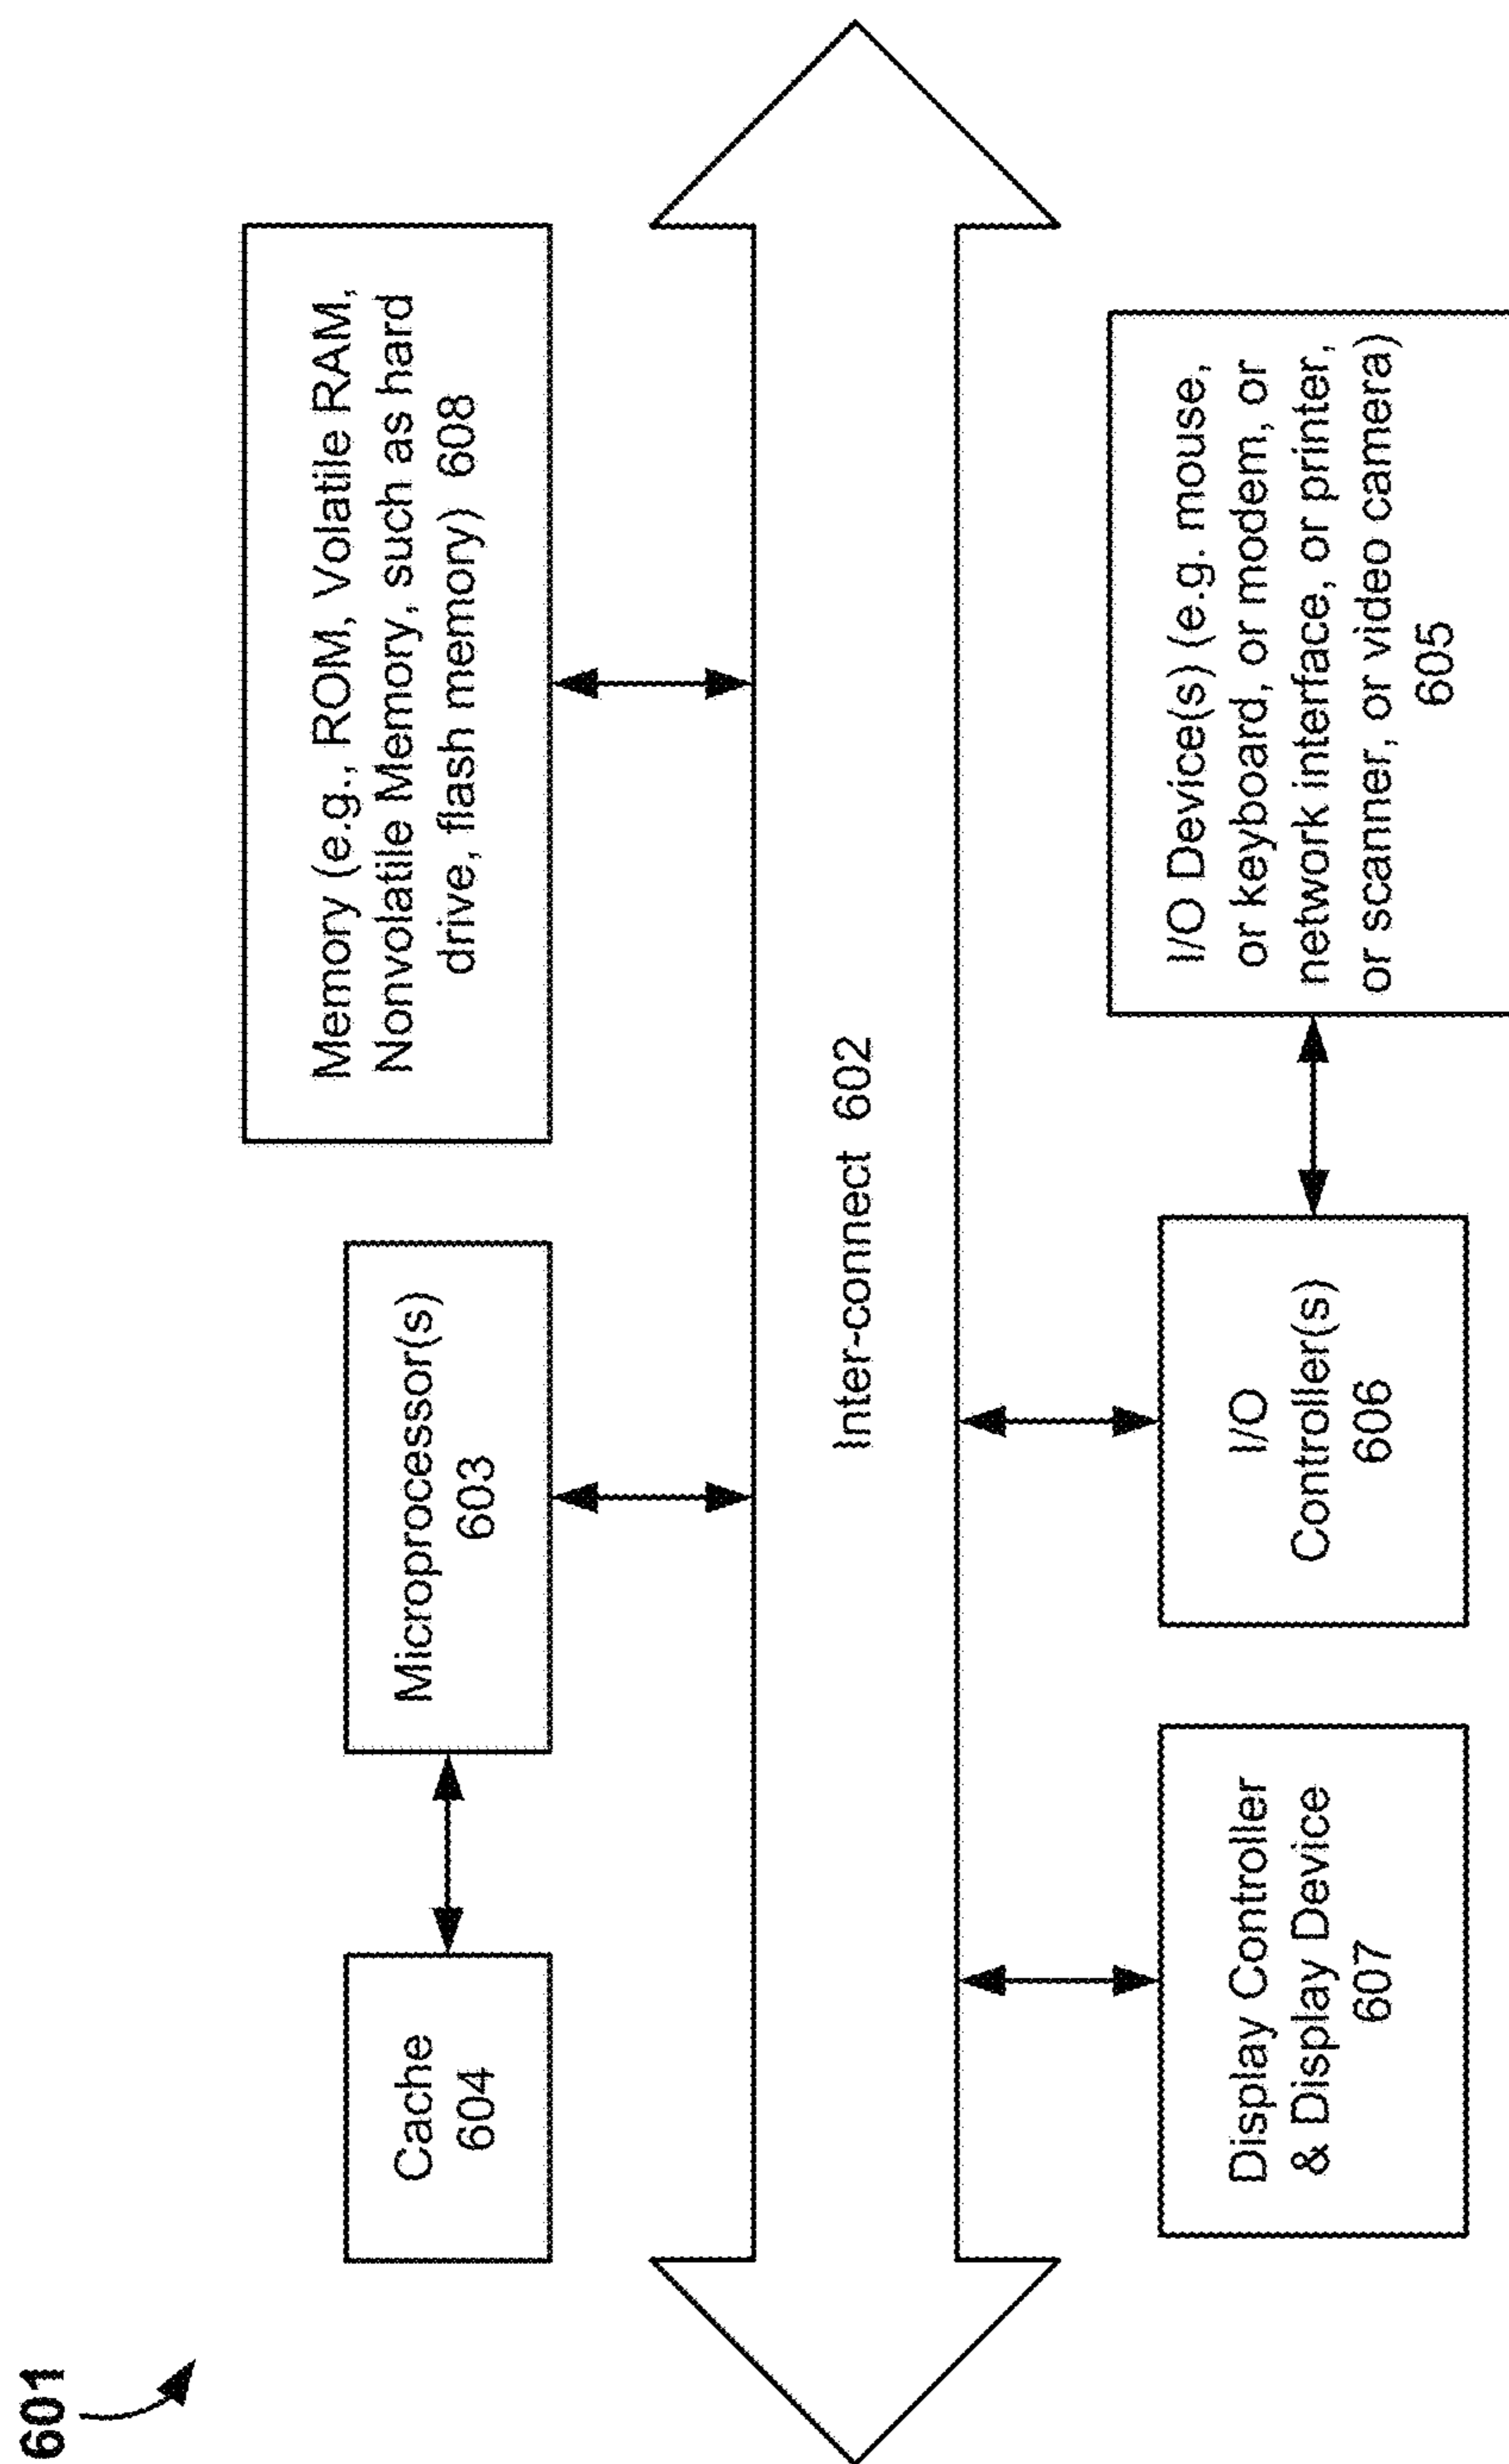 601
Cache
604
Microprocessor(s)
603
Memory (e.g., ROM, Volatile RAM,
Nonvolatile Memory, such as hard
drive, flash memory) 608
Inter-connect 602
Display Controller
& Display Device
607
I/O
Controller(s)
606
I/O Device(s) (e.g. mouse,
or keyboard, or modem, or
network interface, or printer,
or scanner, or video camera)
605